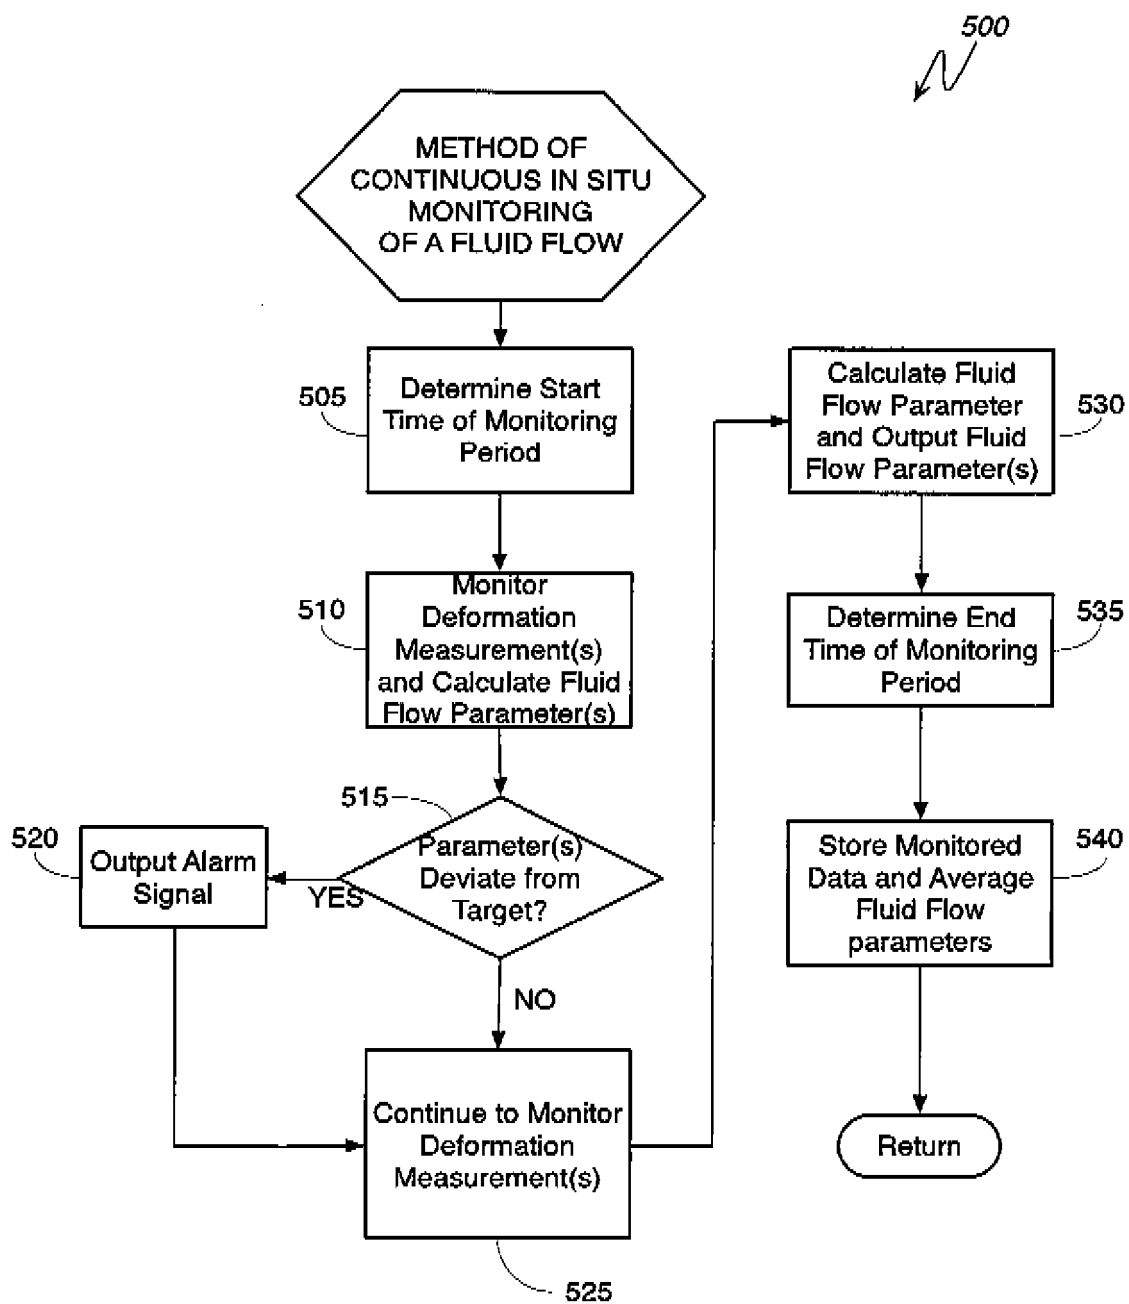 500
METHOD OF
CONTINUOUS IN SITU
MONITORING
OF A FLUID FLOW
505
Determine Start
Time of Monitoring
Period
510
Monitor
Deformation
Measurement(s)
and Calculate Fluid
Flow Parameter(s)
515
Parameter(s)
Deviate from
Target?
YES
NO
520
Output Alarm
Signal
Continue to Monitor
Deformation
Measurement(s)
525
Calculate Fluid
Flow Parameter
and Output Fluid
Flow Parameter(s)
530
Determine End
Time of Monitoring
Period
535
Store Monitored
Data and Average
Fluid Flow
parameters
540
Return